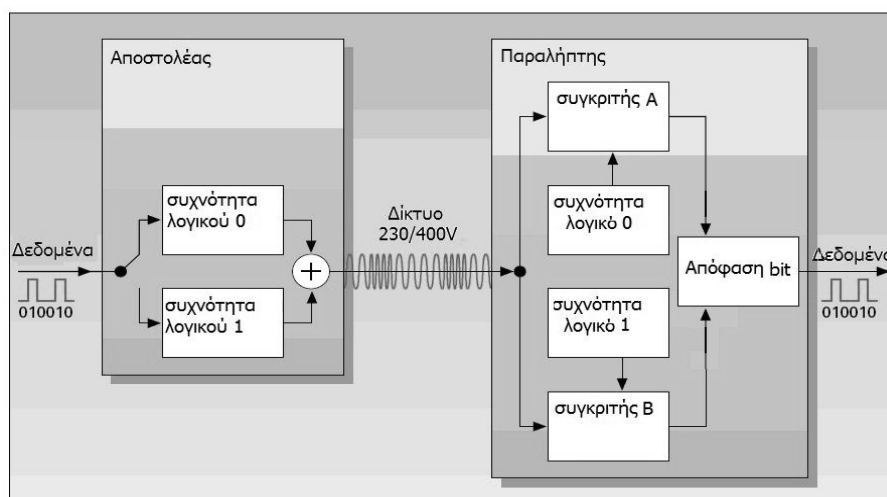 Αποστολέας
συχνότητα
λογικού 0
Δεδομένα
010010
συχνότητα
λογικού 1
Δίκτυο
230/400V
Παραλήπτης
συγκριτής Α
συχνότητα
λογικό 0
Απόφαση bit
συχνότητα
λογικό 1
συγκριτής Β
Δεδομένα
010010